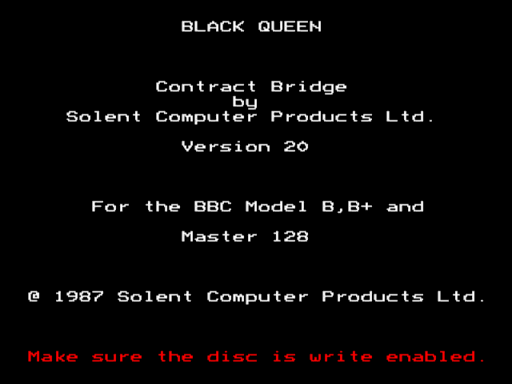 BLACK QUEEN
Contract Bridge
by
Solent Computer Products Ltd.
Version 20
For the BBC Model B,B+ and
Master 128
@ 1987 Solent Computer Products Ltd.
Make sure the disc is write enabled.